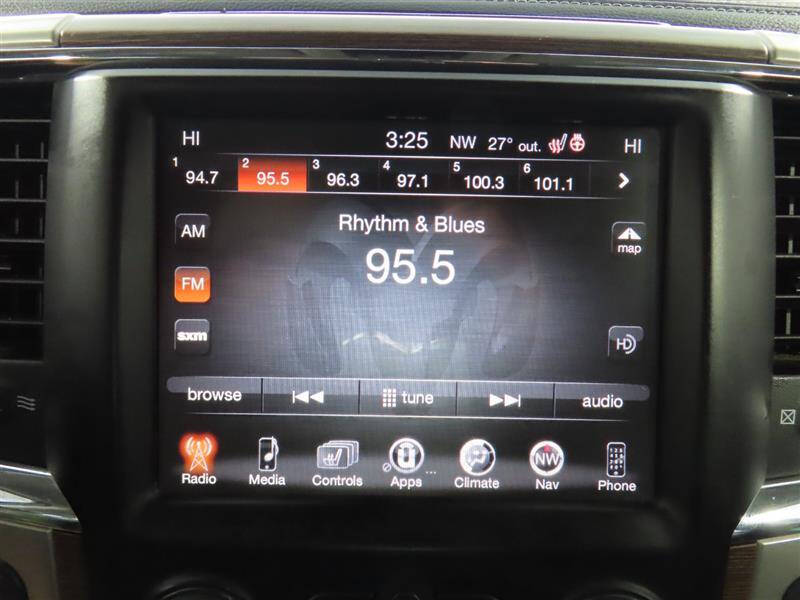 HI 3:25 NW 27° out. HI
1 94.7 2 95.5 3 96.3 4 97.1 5 100.3 6 101.1
Rhythm & Blues
95.5
AM
FM
sxm
map
HD
browse tune audio
Radio Media Controls Apps ... Climate NW Nav Phone